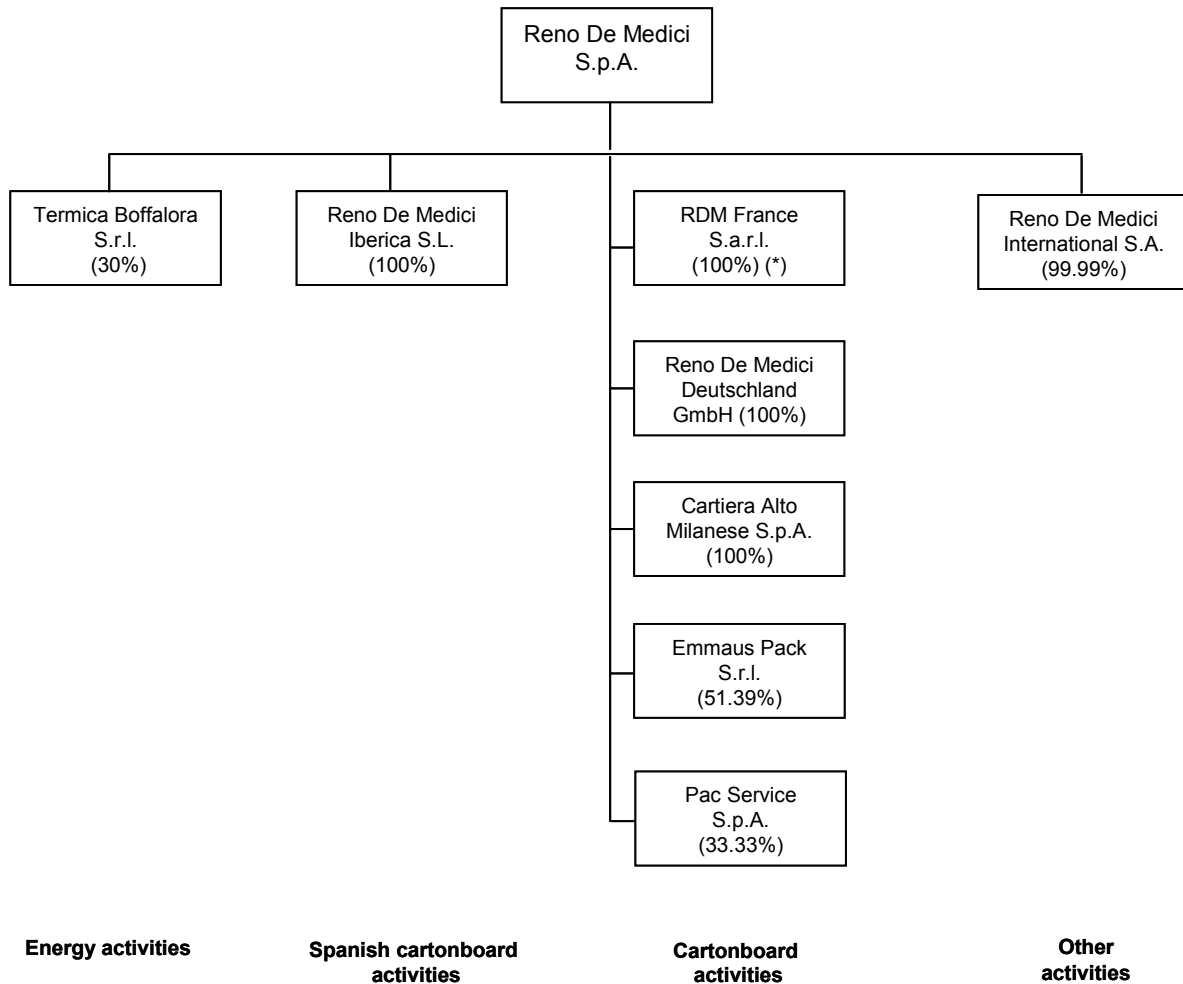 Reno De Medici
S.p.A.
Termica Boffalora
S.r.l.
(30%)
Reno De Medici
Iberica S.L.
(100%)
RDM France
S.a.r.l.
(100%) (*)
Reno De Medici
International S.A.
(99.99%)
Reno De Medici
Deutschland
GmbH (100%)
Cartiera Alto
Milanese S.p.A.
(100%)
Emmaus Pack
S.r.l.
(51.39%)
Pac Service
S.p.A.
(33.33%)
Energy activities
Spanish cartonboard
activities
Cartonboard
activities
Other
activities